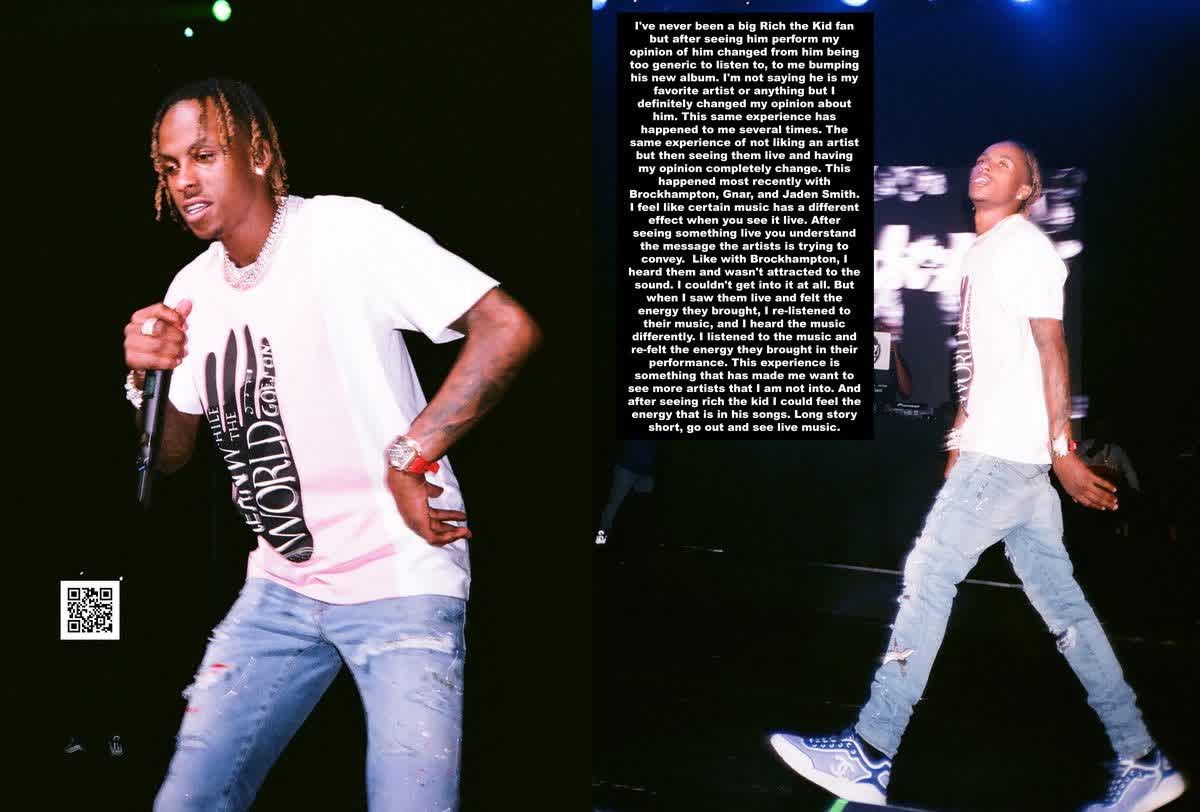 HILE
THE
WORLD
GOES ON
WORLD
I've never been a big Rich the Kid fan
but after seeing him perform my
opinion of him changed from him being
too generic to listen to, to me bumping
his new album. I'm not saying he is my
favorite artist or anything but I
definitely changed my opinion about
him. This same experience has
happened to me several times. The
same experience of not liking an artist
but then seeing them live and having
my opinion completely change. This
happened most recently with
Brockhampton, Gnar, and Jaden Smith.
I feel like certain music has a different
effect when you see it live. After
seeing something live you understand
the message the artists is trying to
convey.  Like with Brockhampton, I
heard them and wasn't attracted to the
sound. I couldn't get into it at all. But
when I saw them live and felt the
energy they brought, I re-listened to
their music, and I heard the music
differently. I listened to the music and
re-felt the energy they brought in their
performance. This experience is
something that has made me want to
see more artists that I am not into. And
after seeing rich the kid I could feel the
energy that is in his songs. Long story
short, go out and see live music.